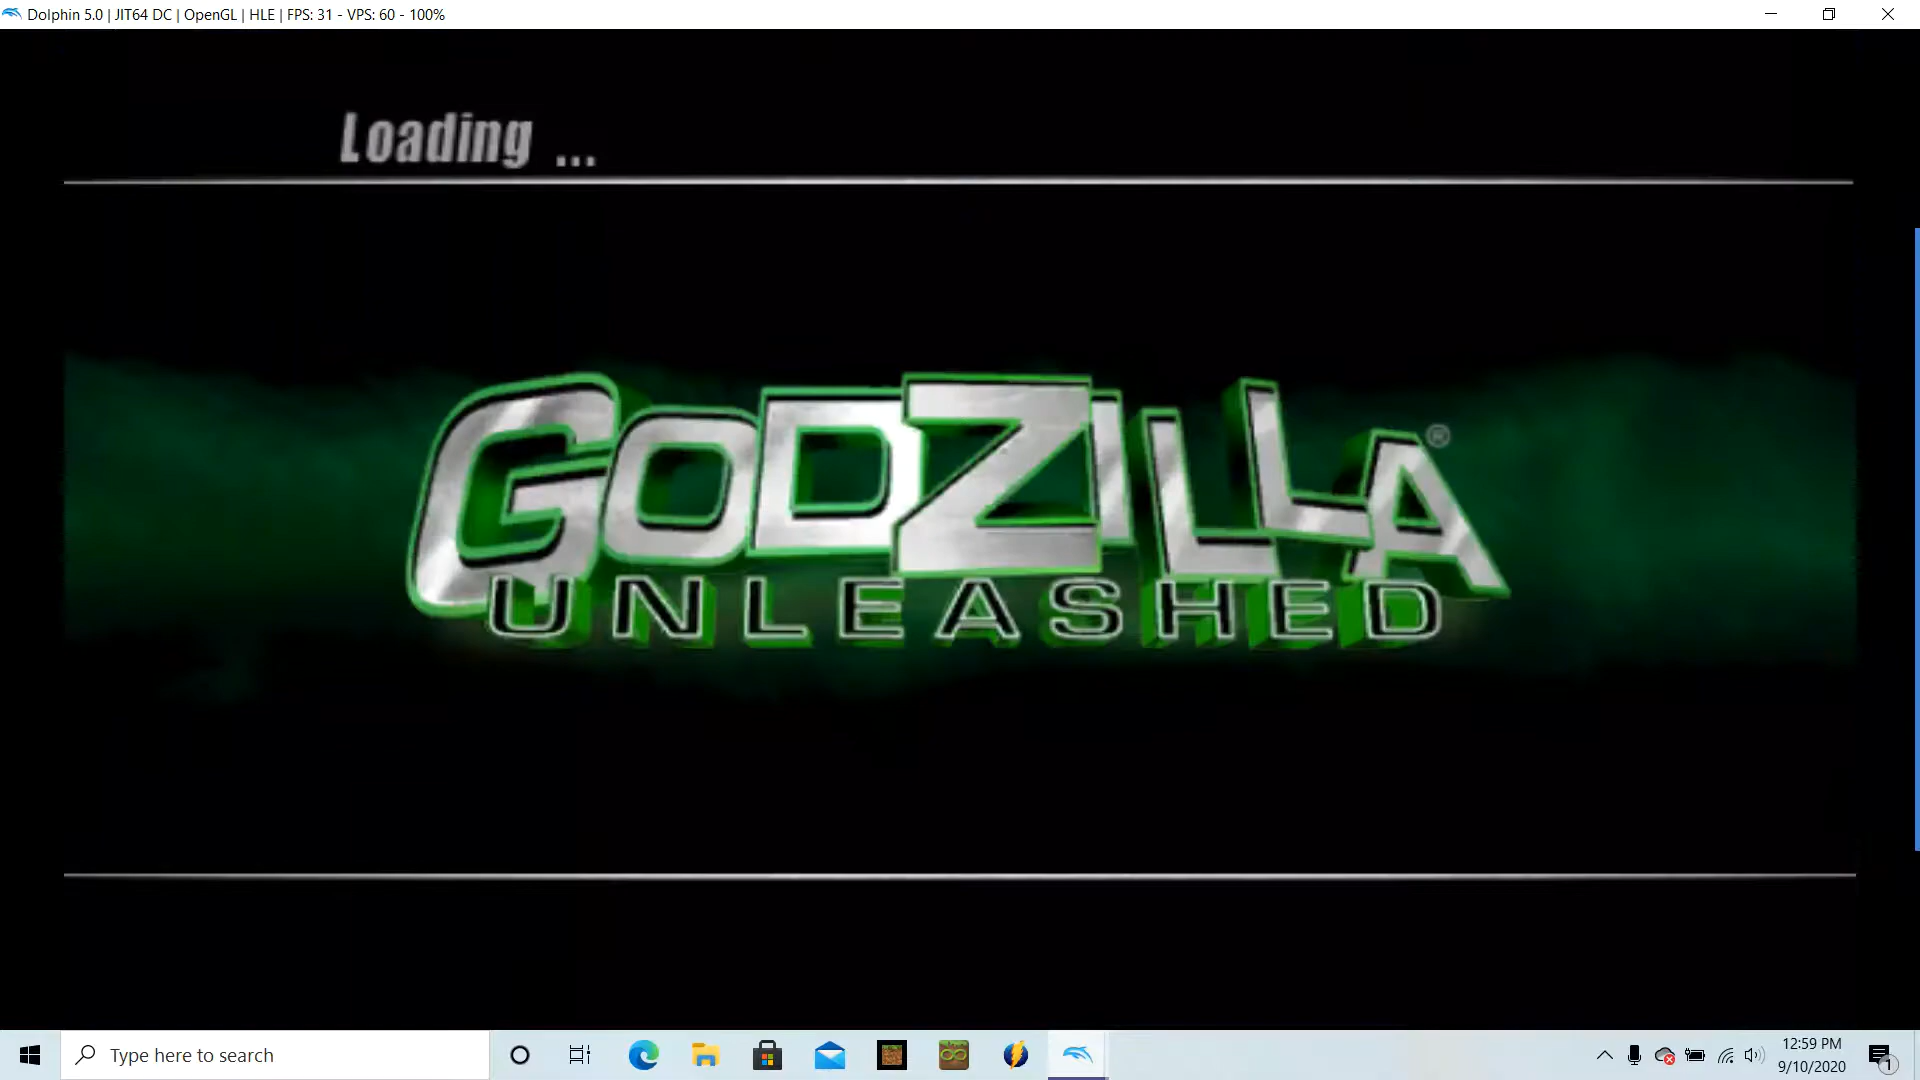 Dolphin 5.0 | JIT64 DC | OpenGL | HLE | FPS: 31 - VPS: 60 - 100%
Loading ...
GODZILLA ®
UNLEASHED
Type here to search
12:59 PM
9/10/2020
1